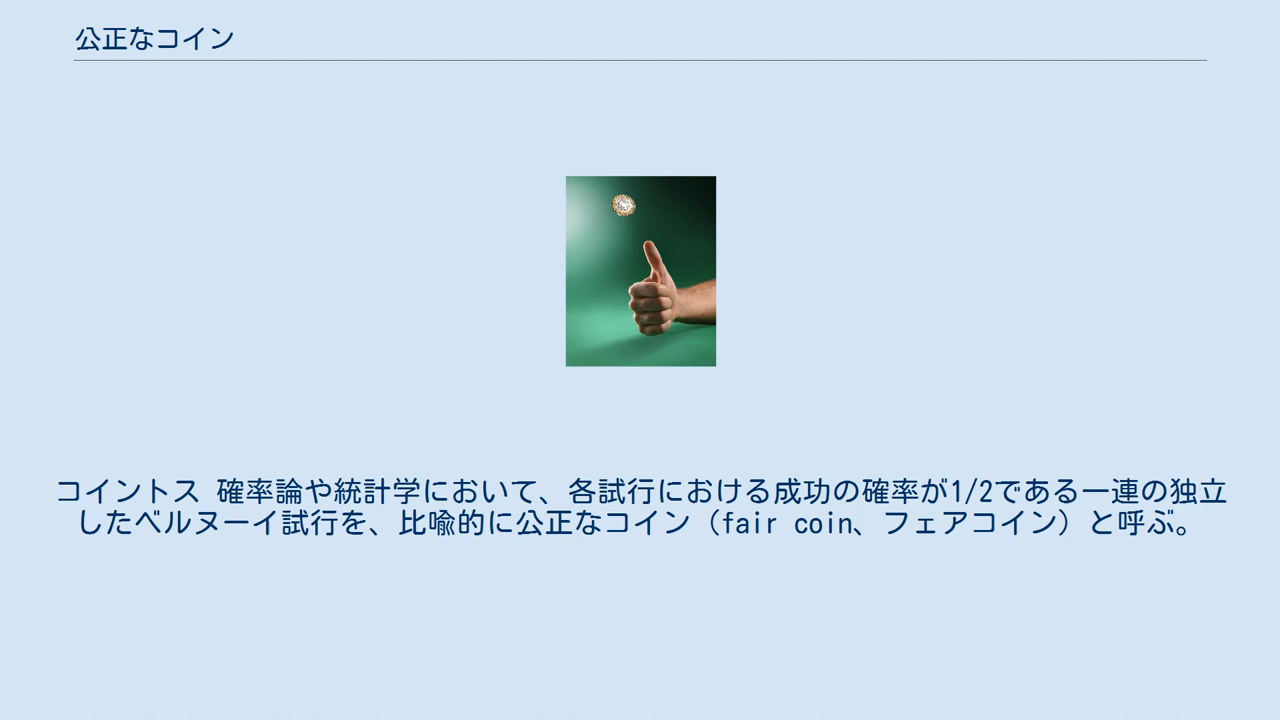 公正なコイン
コイントス 確率論や統計学において、各試行における成功の確率が1/2である一連の独立
したベルヌーイ試行を、比喩的に公正なコイン（fair coin、フェアコイン）と呼ぶ。